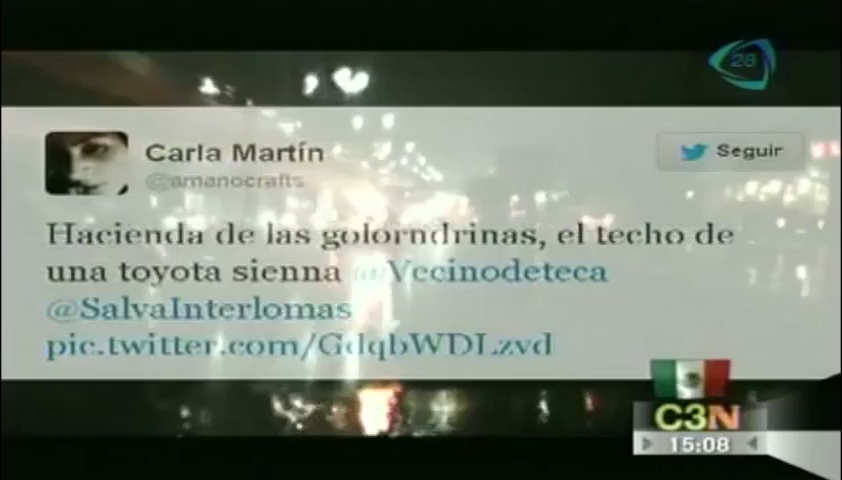 28
Carla Martín
Seguir
@amanocrafts
Hacienda de las golorndrinas, el techo de
una toyota sienna @Vecinodeteca
@SalvaInterlomas
pic.twitter.com/GdqbWDLzvd
C3N
15:08